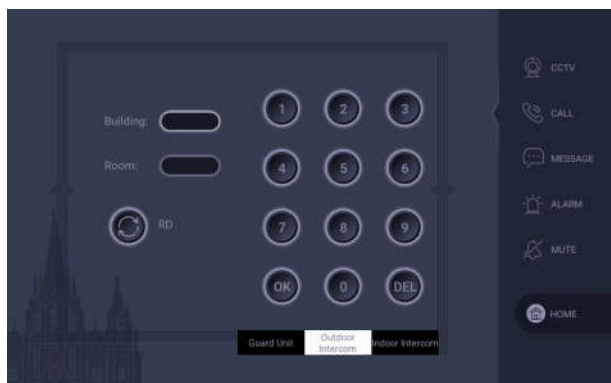 Building:
Room:
RD
1 2 3
4 5 6
7 8 9
OK 0 DEL
Guard Unit
Outdoor
Intercom
Indoor Intercom
CCTV
CALL
MESSAGE
ALARM
MUTE
HOME